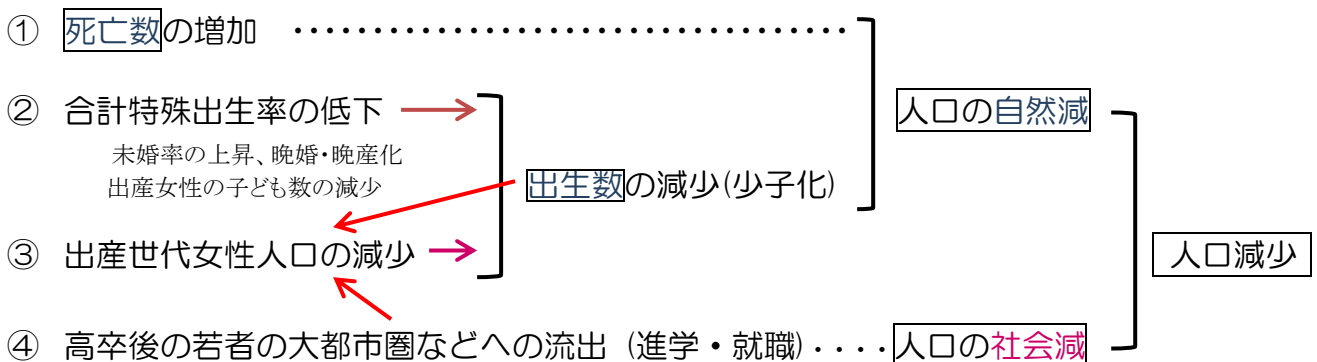 ① 死亡数の増加 ・・・・・・・・・・・・・・・・・・・・・・・・・・・・・・・・・・・
人口の自然減
② 合計特殊出生率の低下
未婚率の上昇、晩婚・晩産化
出産女性の子ども数の減少
出生数の減少(少子化)
③ 出産世代女性人口の減少
人口減少
④ 高卒後の若者の大都市圏などへの流出 (進学・就職)・・・・人口の社会減